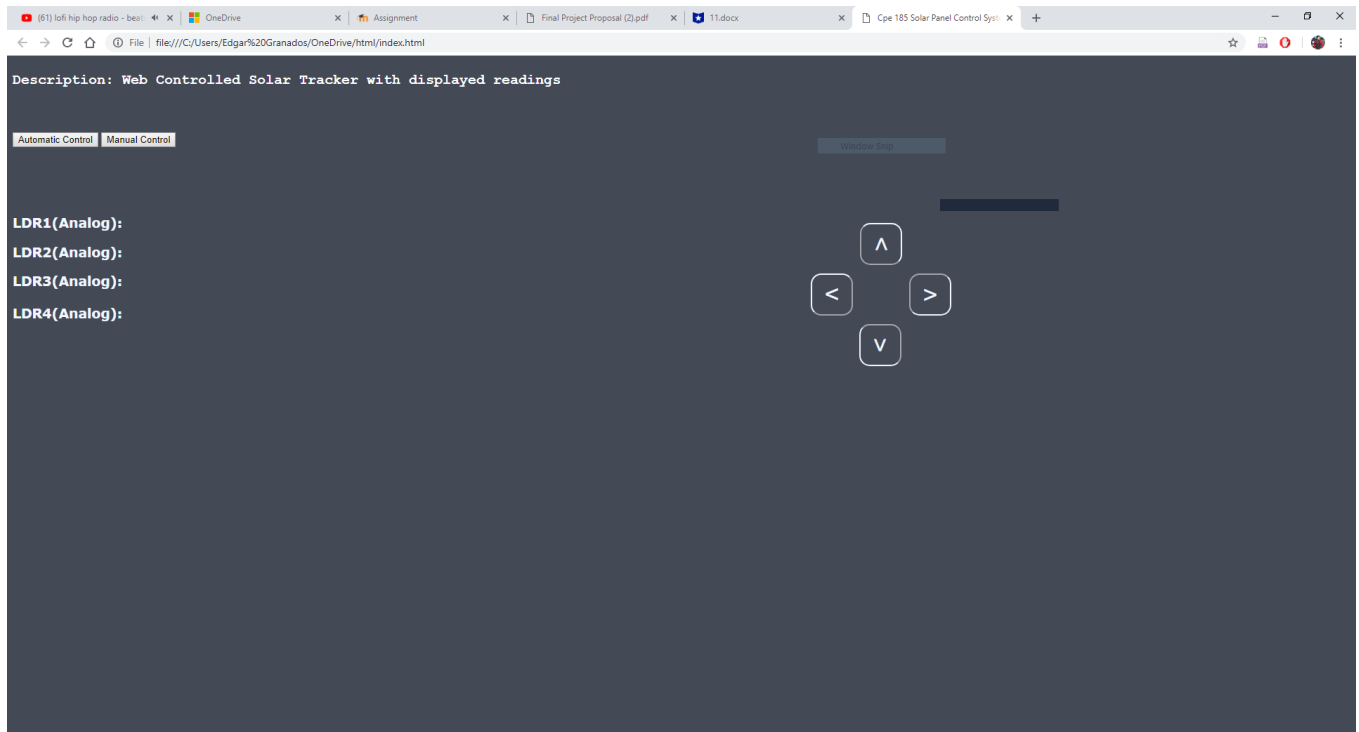 (61) lofi hip hop radio - beat
OneDrive
Assignment
Final Project Proposal (2).pdf
11.docx
Cpe 185 Solar Panel Control Syst
File
file:///C:/Users/Edgar%20Granados/OneDrive/html/index.html
Description: Web Controlled Solar Tracker with displayed readings
Automatic Control Manual Control
Window Snip
LDR1(Analog):
LDR2(Analog):
LDR3(Analog):
LDR4(Analog):
^
< >
v